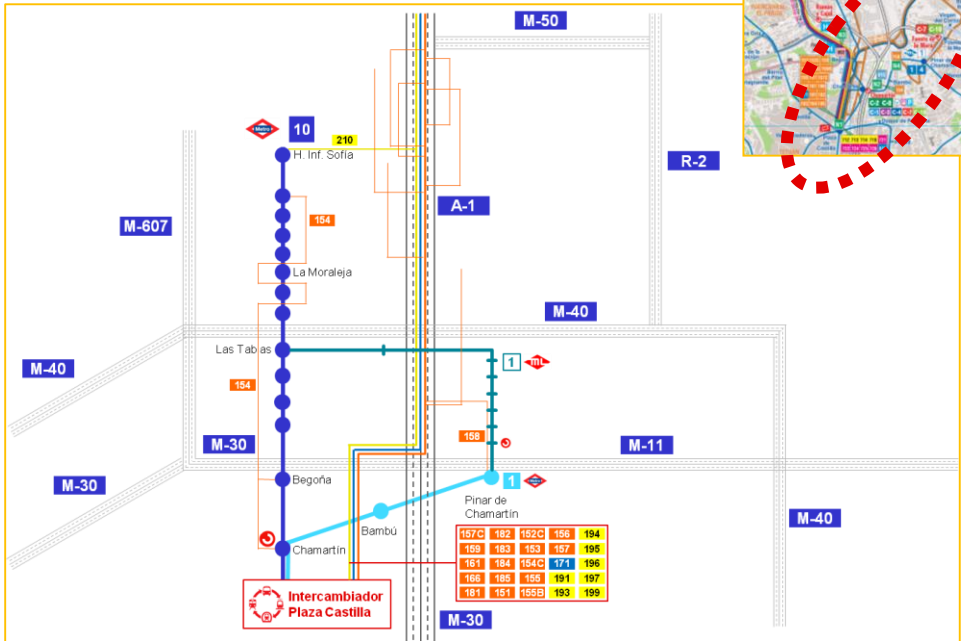 M-50
Metro
10
210
H. Inf. Sofía
R-2
A-1
154
M-607
La Moraleja
M-40
Las Tablas
1
ML
M-40
154
158
M-30
M-11
M-30
Begoña
1
Pinar de
Chamartín
Bambú
M-40
Chamartín
157C 182 152C 156 194
159 183 153 157 195
161 184 154C 171 196
166 185 155 191 197
181 151 155B 193 199
Intercambiador
Plaza Castilla
M-30